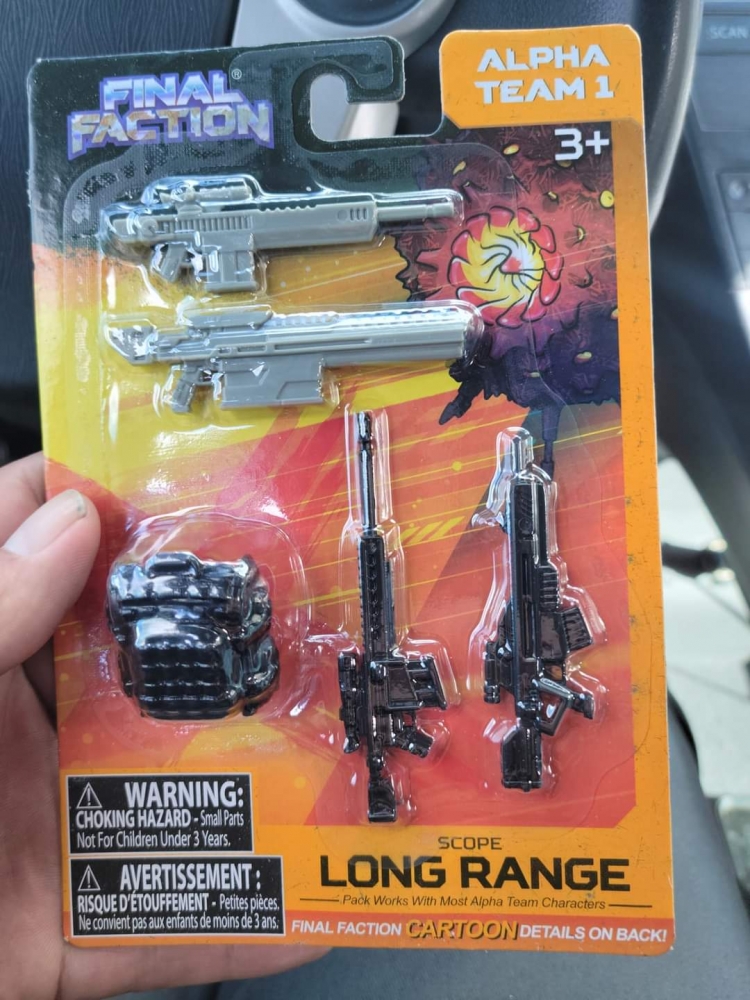 FINAL
FACTION®
ALPHA
TEAM 1
3+
SCAN
WARNING:
CHOKING HAZARD - Small Parts
Not For Children Under 3 Years.
AVERTISSEMENT :
RISQUE D'ÉTOUFFEMENT - Petites pièces.
Ne convient pas aux enfants de moins de 3 ans.
SCOPE
LONG RANGE
Pack Works With Most Alpha Team Characters
FINAL FACTION CARTOON DETAILS ON BACK!